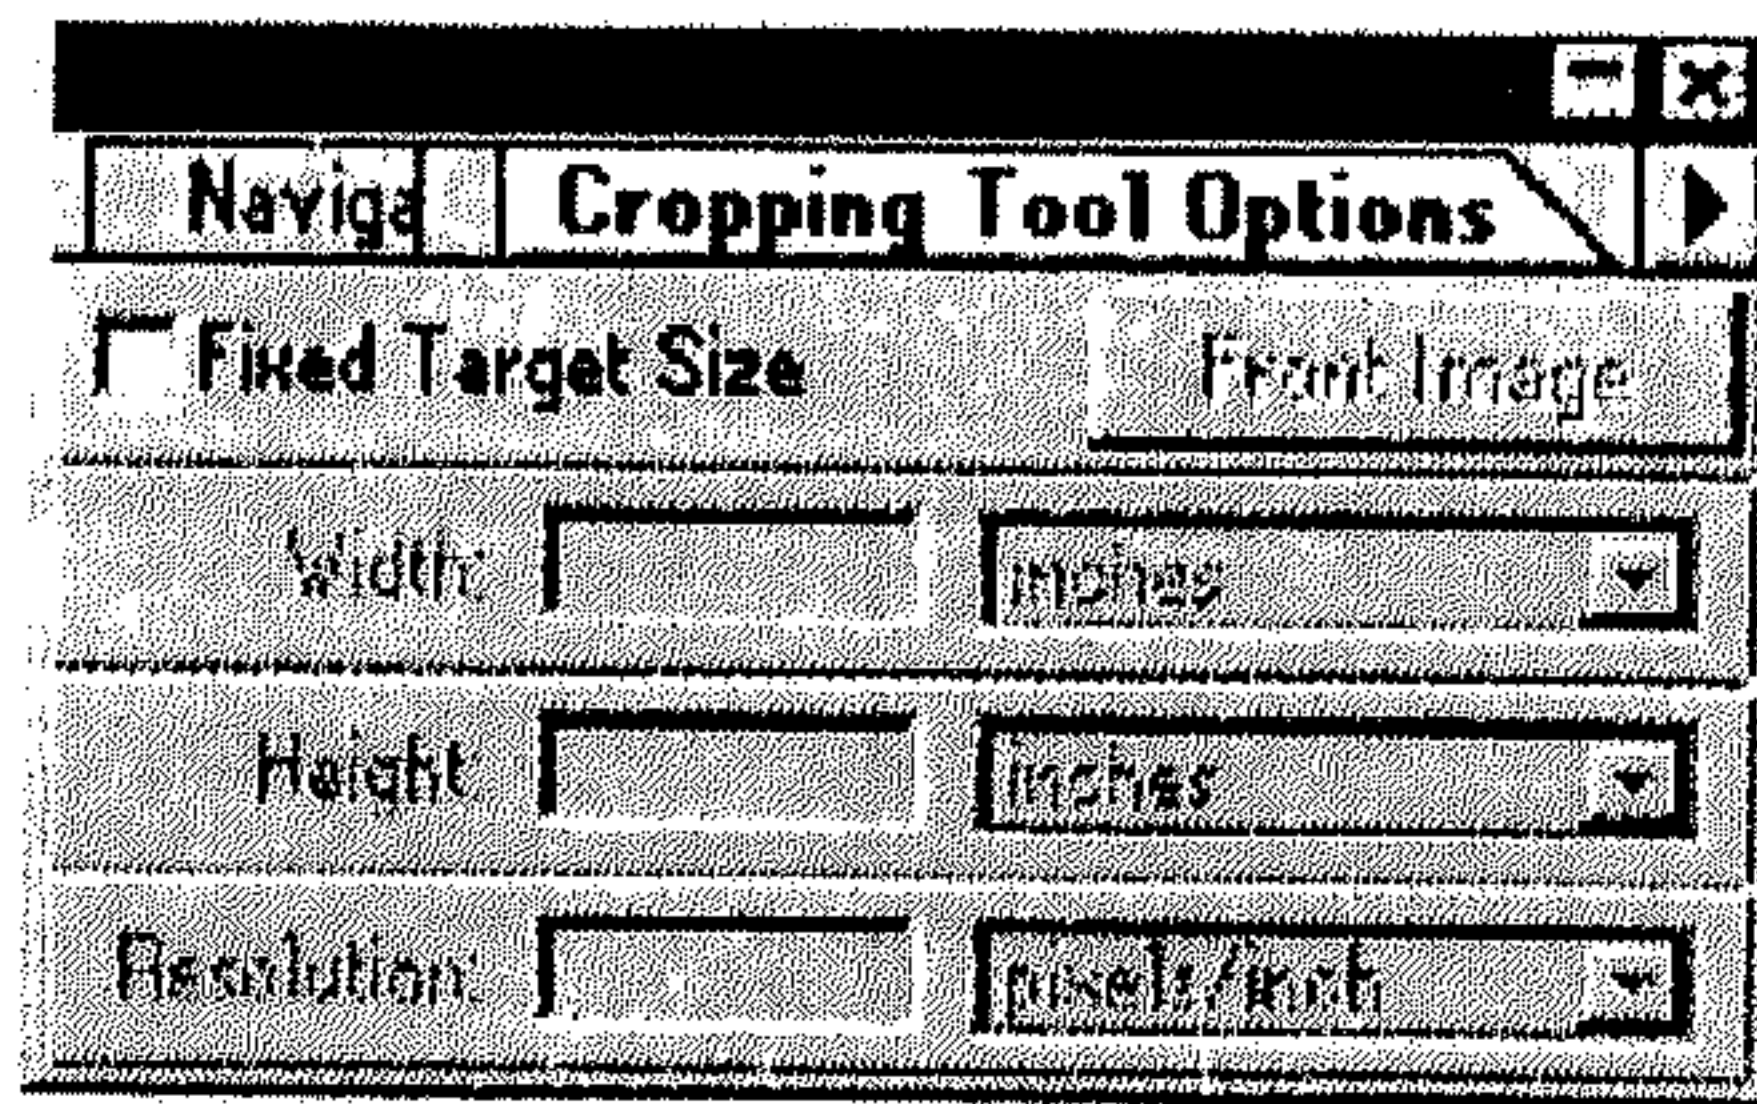 Naviga Cropping Tool Options
Fixed Target Size Front Image
Width: inches
Height: inches
Resolution: pixels/inch